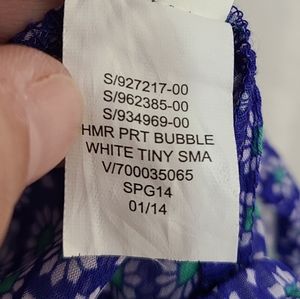 S/927217-00
S/962385-00
S/934969-00
HMR PRT BUBBLE
WHITE TINY SMA
V/700035065
SPG14
01/14